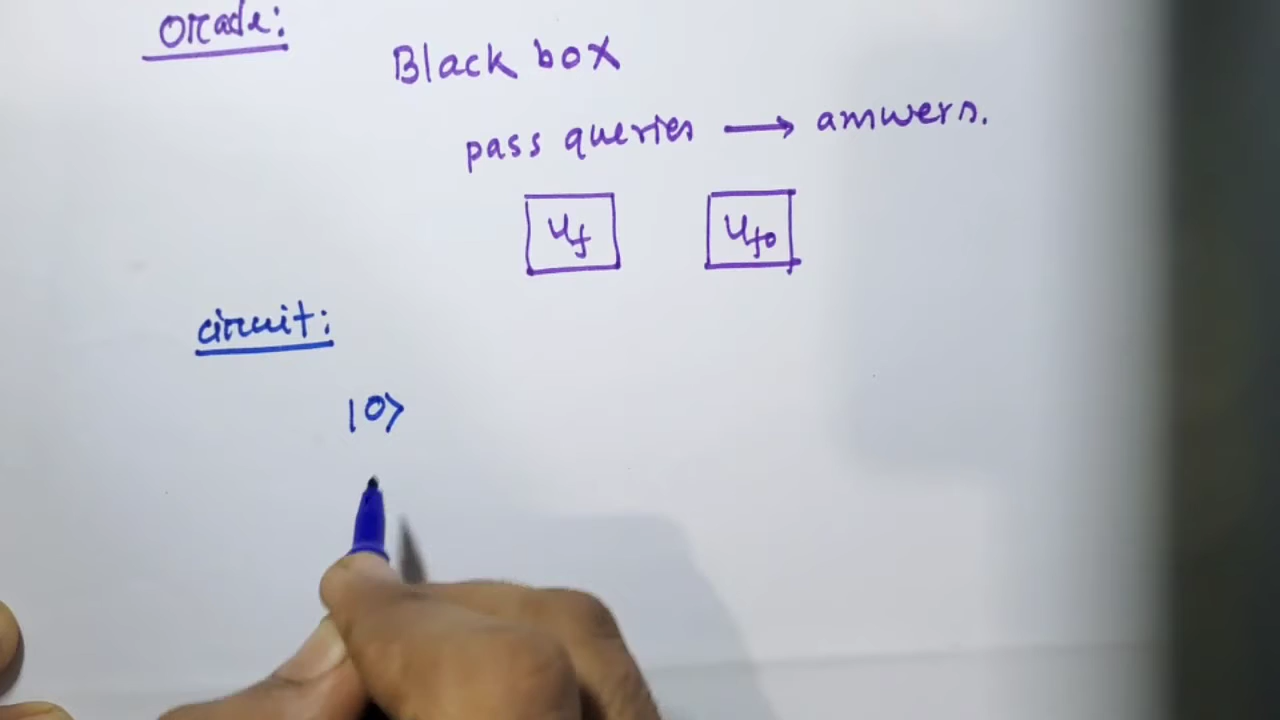 Oracle:
Black box
pass queries → answers.
Uf Uf0
circuit:
|0⟩